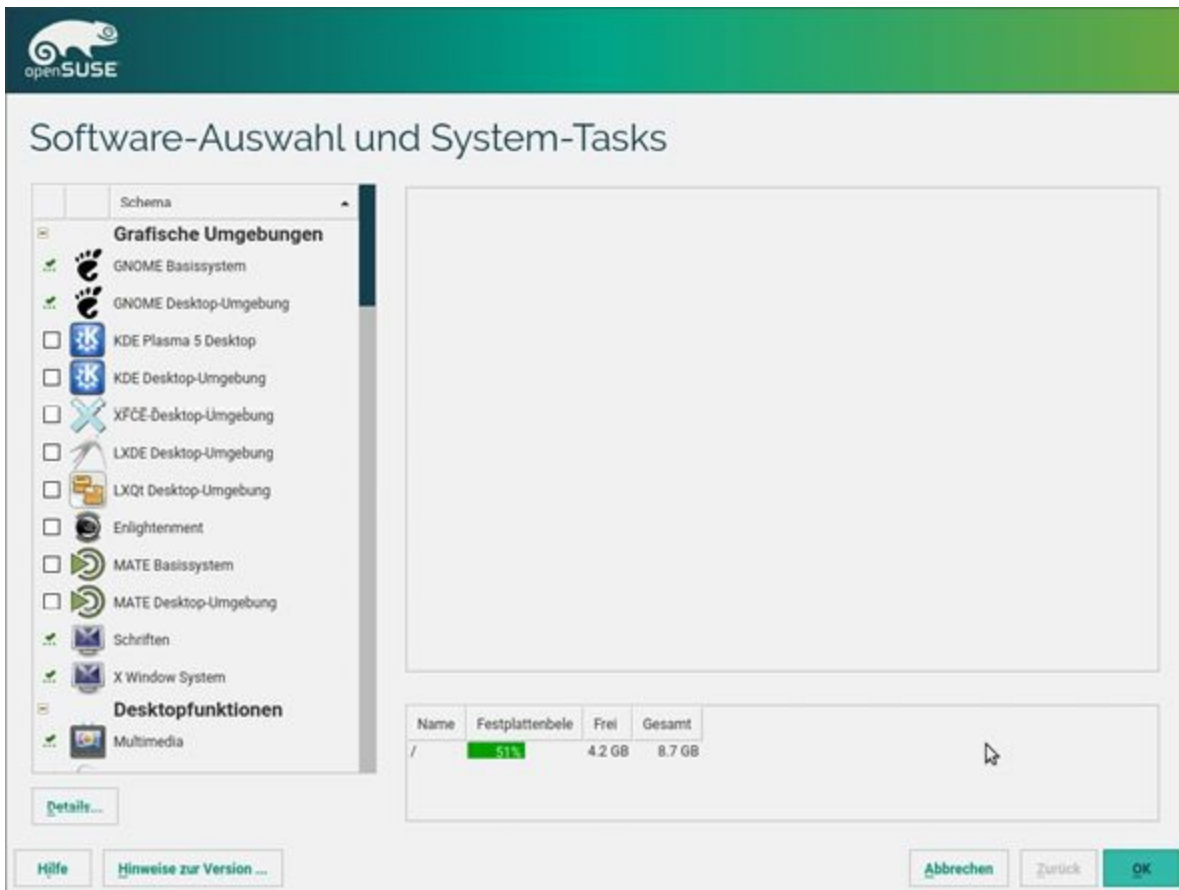 openSUSE
Software-Auswahl und System-Tasks
Schema
Grafische Umgebungen
GNOME Basissystem
GNOME Desktop-Umgebung
KDE Plasma 5 Desktop
KDE Desktop-Umgebung
XFCE-Desktop-Umgebung
LXDE Desktop-Umgebung
LXQt Desktop-Umgebung
Enlightenment
MATE Basissystem
MATE Desktop-Umgebung
Schriften
X Window System
Desktopfunktionen
Multimedia
Name Festplattenbele Frei Gesamt
/ 51% 4.2 GB 8.7 GB
Details...
Hilfe Hinweise zur Version ... Abbrechen Zurück OK